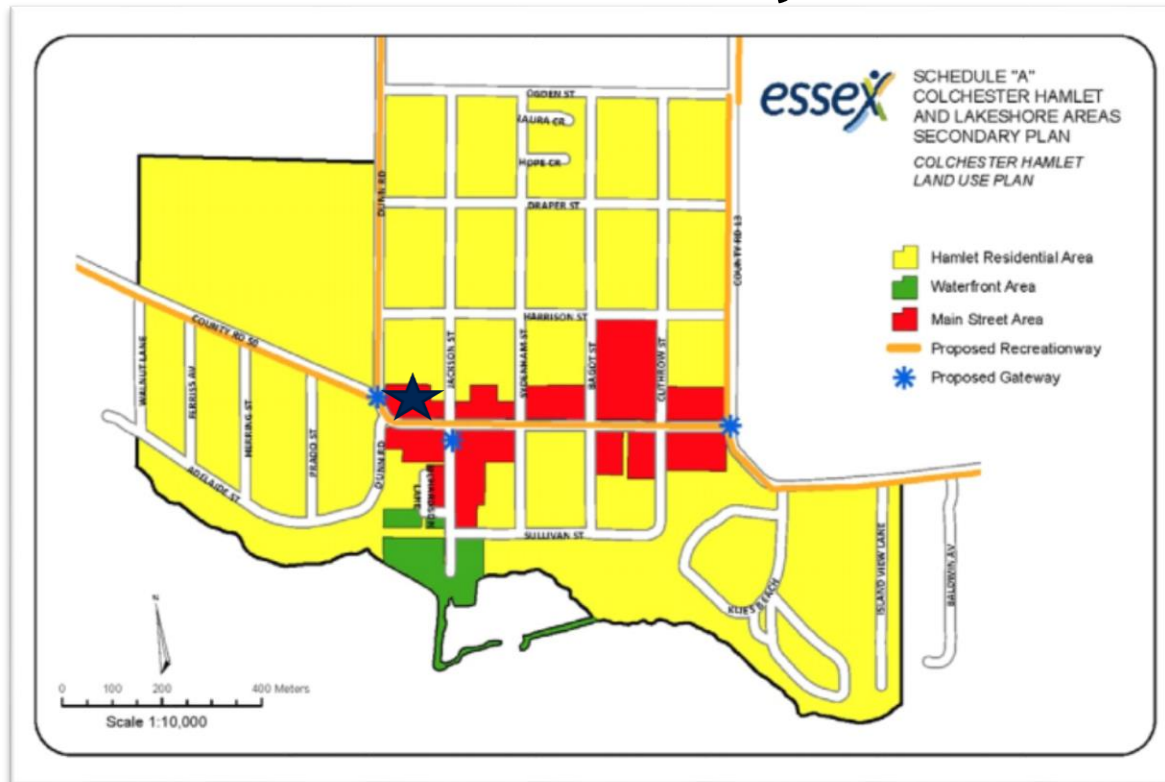 essex
SCHEDULE "A"
COLCHESTER HAMLET
AND LAKESHORE AREAS
SECONDARY PLAN
COLCHESTER HAMLET
LAND USE PLAN
Hamlet Residential Area
Waterfront Area
Main Street Area
Proposed Recreationway
Proposed Gateway
OGDEN ST
LAURA CR
HOPE CR
DUNN RD
DRAPER ST
COUNTY RD 13
HARRISON ST
COUNTY RD 50
WALNUT LANE
FERRISS AV
HERRING ST
PRADO ST
JACKSON ST
SYDENHAM ST
BAGOT ST
CLITHROW ST
DUNN RD
RICHARDSON
LANE
ADELAIDE ST
SULLIVAN ST
KLIES BEACH
ISLAND VIEW LANE
BALDWIN AV
N
0 100 200 400 Meters
Scale 1:10,000